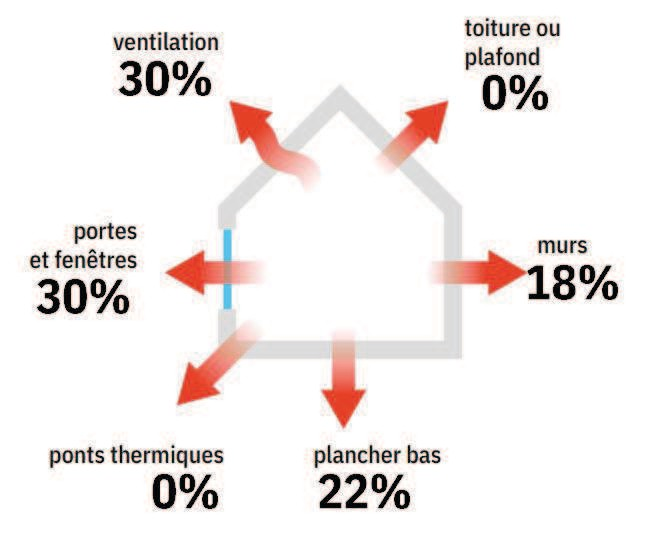 ventilation
30%
toiture ou
plafond
0%
portes
et fenêtres
30%
murs
18%
ponts thermiques
0%
plancher bas
22%